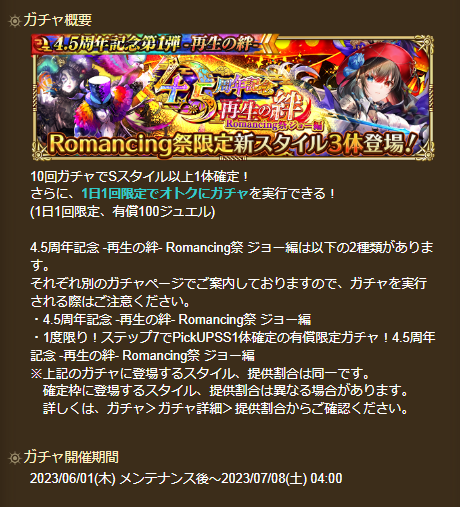 ガチャ概要
4.5周年記念第1弾 -再生の絆-
4.5周年記念
再生の絆
Romancing祭 ジョー編
Romancing祭限定新スタイル3体登場!
10回ガチャでSスタイル以上1体確定！
さらに、1日1回限定でオトクにガチャを実行できる！
(1日1回限定、有償100ジュエル)
4.5周年記念 -再生の絆- Romancing祭 ジョー編は以下の2種類があります
す。
それぞれ別のガチャページでご案内しておりますので、ガチャを実行
される際はご注意ください。
・4.5周年記念 -再生の絆- Romancing祭 ジョー編
・1度限り！ステップ7でPickUPSS1体確定の有償限定ガチャ！4.5周年
記念 -再生の絆- Romancing祭 ジョー編
※上記のガチャに登場するスタイル、提供割合は同一です。
確定枠に登場するスタイル、提供割合は異なる場合があります。
詳しくは、ガチャ＞ガチャ詳細＞提供割合からご確認ください。
ガチャ開催期間
2023/06/01(木) メンテナンス後～2023/07/08(土) 04:00